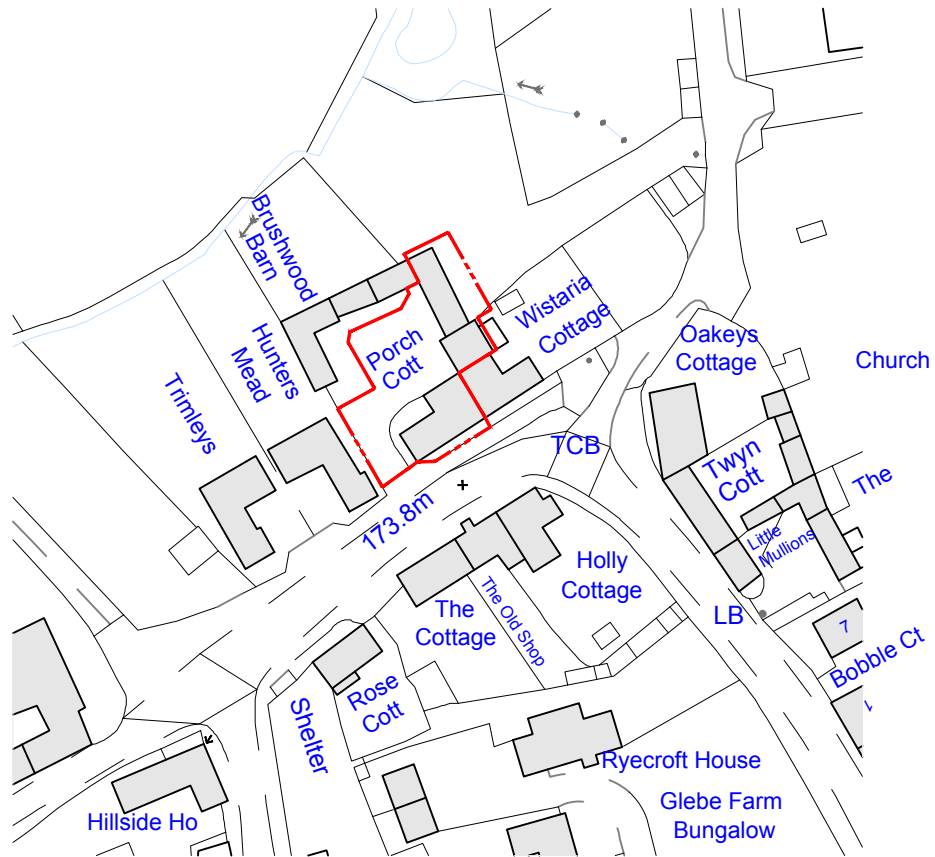 Brushwood
Barn
Hunters
Mead
Trimleys
Porch
Cott
Wistaria
Cottage
Oakeys
Cottage
Church
TCB
Twyn
Cott
The
Little
Mullions
173.8m
Holly
Cottage
The
Cottage
The Old Shop
LB
7
Bobble Ct
1
Rose
Cott
Shelter
Ryecroft House
Glebe Farm
Bungalow
Hillside Ho